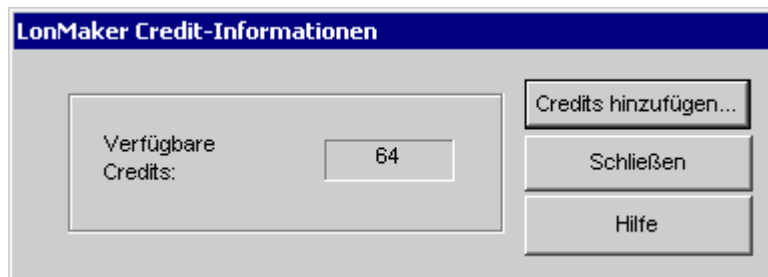 LonMaker Credit-Informationen
Credits hinzufügen...
Verfügbare
Credits:
64
Schließen
Hilfe